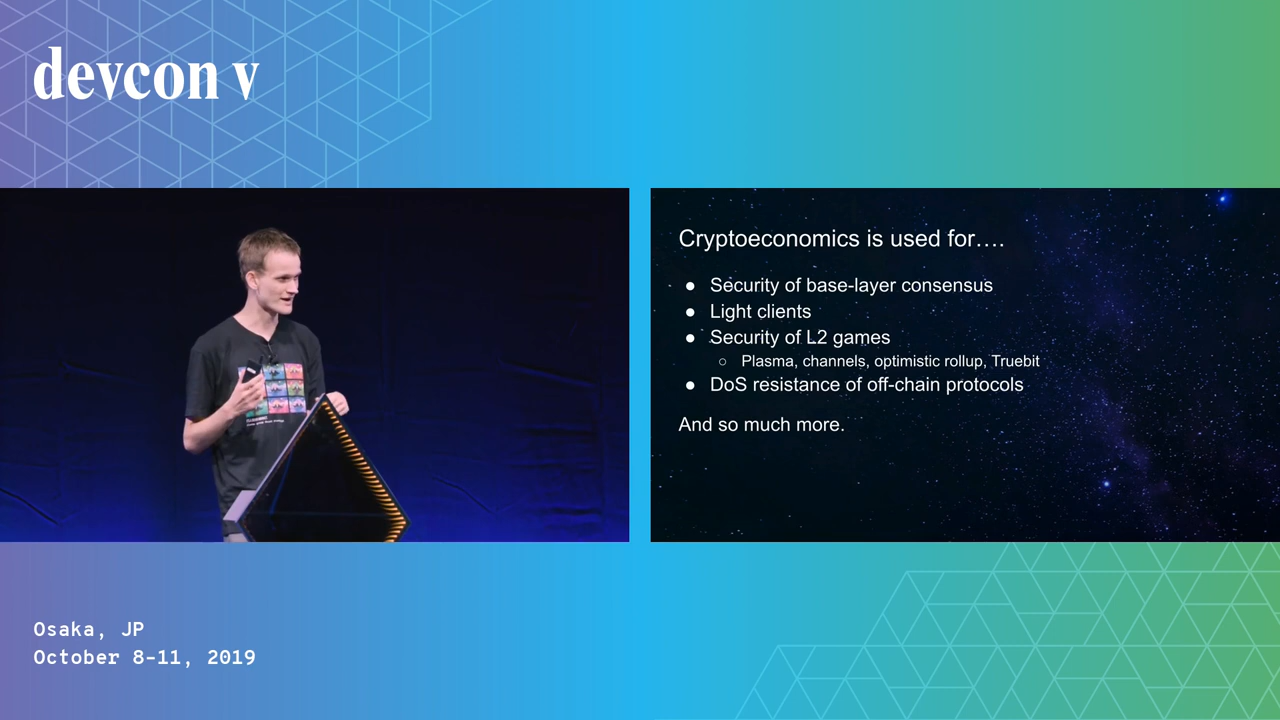 devcon v
Cryptoeconomics is used for….
● Security of base-layer consensus
● Light clients
● Security of L2 games
○ Plasma, channels, optimistic rollup, Truebit
● DoS resistance of off-chain protocols
And so much more.
Osaka, JP
October 8-11, 2019